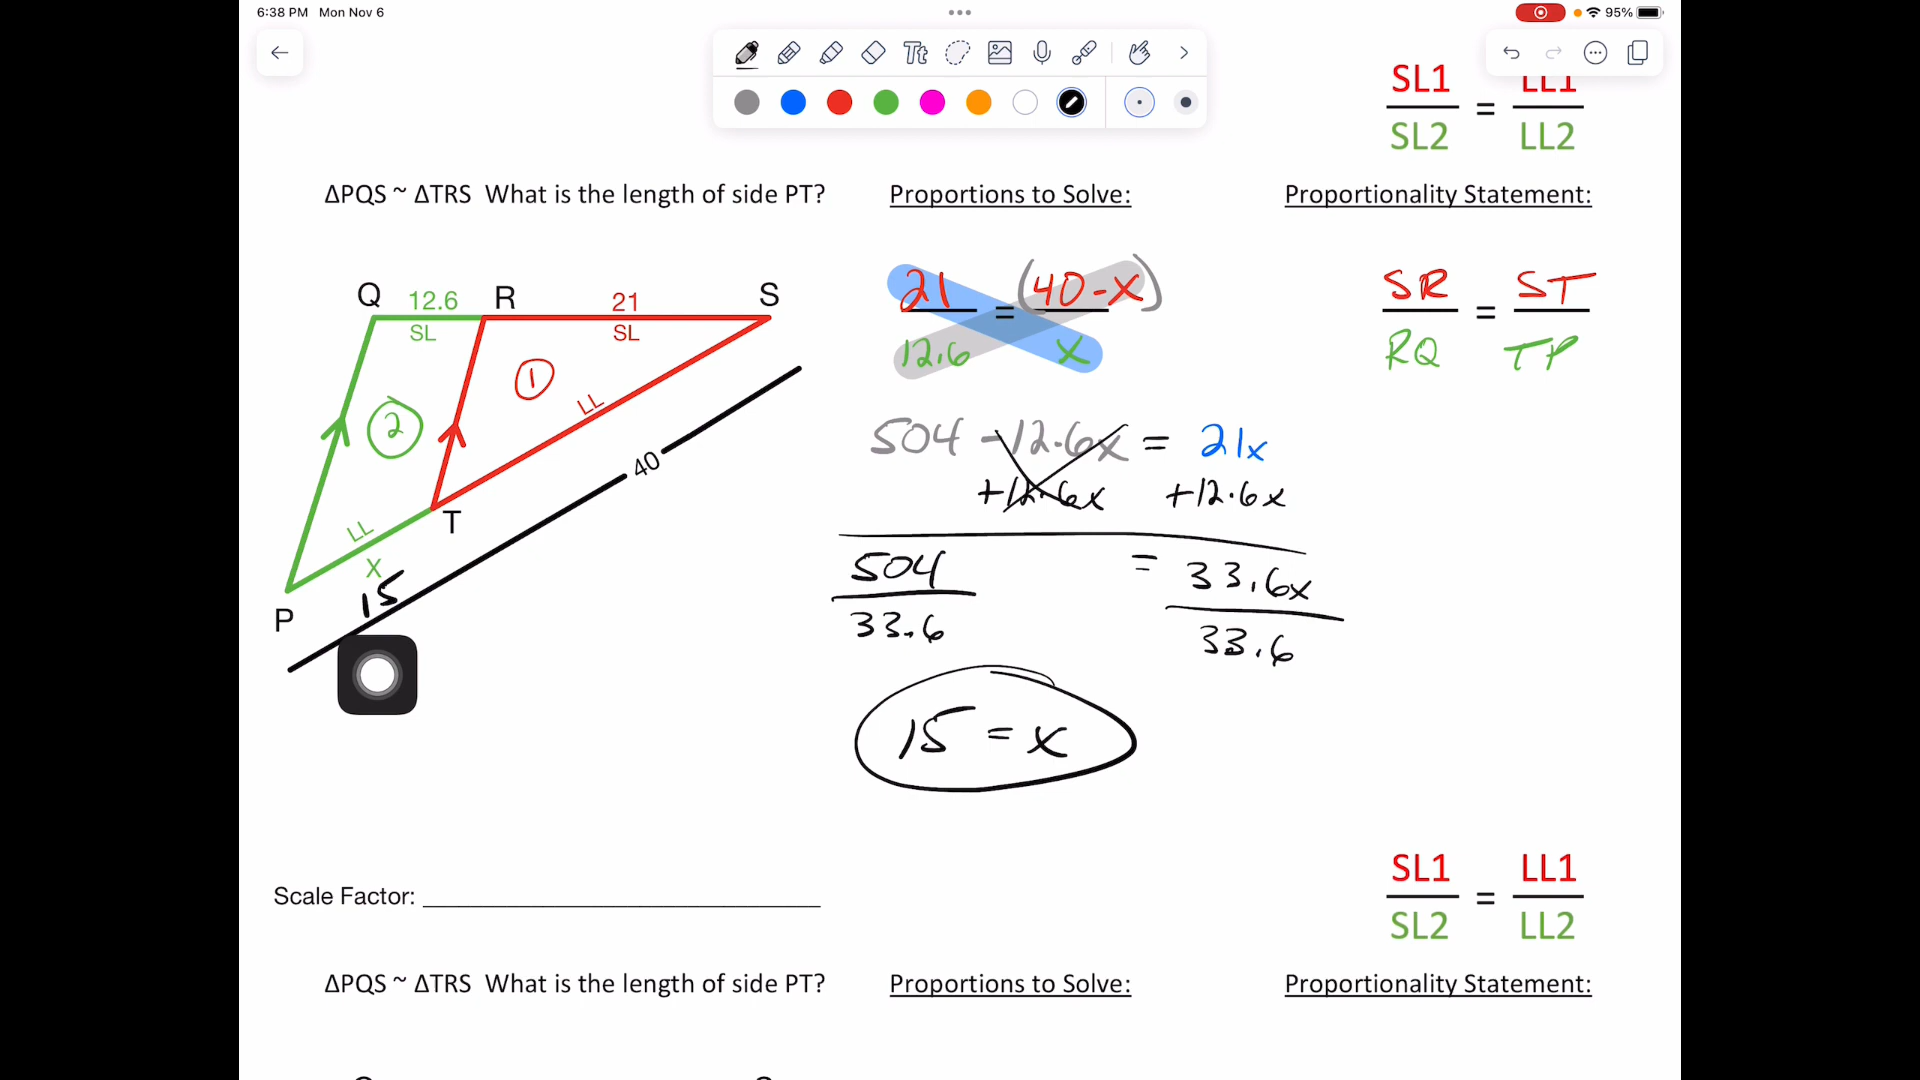 6:38 PM Mon Nov 6
95%
Tt
SL1 = LL1
SL2 LL2
ΔPQS ~ ΔTRS What is the length of side PT?
Proportions to Solve:
Proportionality Statement:
Q 12.6 R 21 S
SL SL
1
2
LL
40
LL
T
X
15
P
21 = (40-x)
12.6 x
504 -12.6x = 21x
+12.6x +12.6x
504 = 33.6x
33.6 33.6
15 = x
SR = ST
RQ TP
Scale Factor:
SL1 = LL1
SL2 LL2
ΔPQS ~ ΔTRS What is the length of side PT?
Proportions to Solve:
Proportionality Statement: